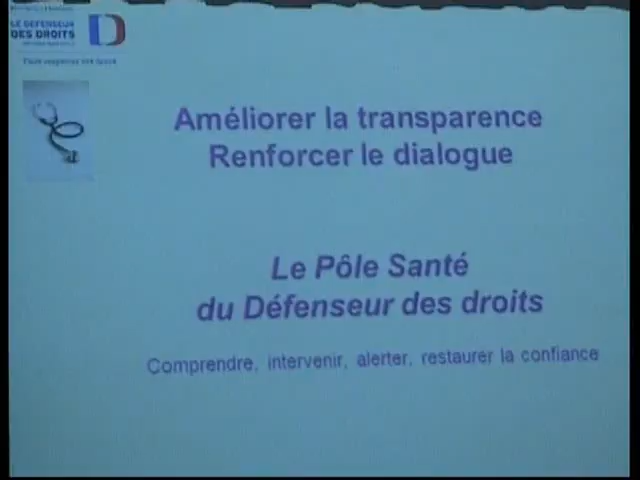 LE DÉFENSEUR
DES DROITS
Améliorer la transparence
Renforcer le dialogue
Le Pôle Santé
du Défenseur des droits
Comprendre, intervenir, alerter, restaurer la confiance